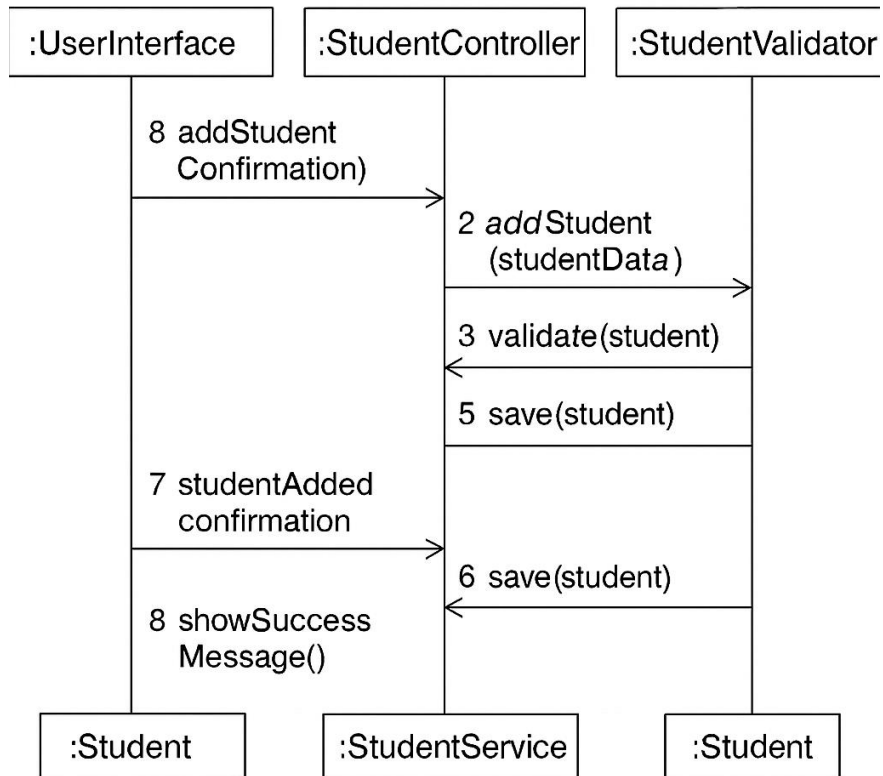 :UserInterface
:StudentController
:StudentValidator
8 addStudent
Confirmation)
2 addStudent
(studentData)
3 validate(student)
5 save(student)
7 studentAdded
confirmation
6 save(student)
8 showSuccess
Message()
:Student
:StudentService
:Student